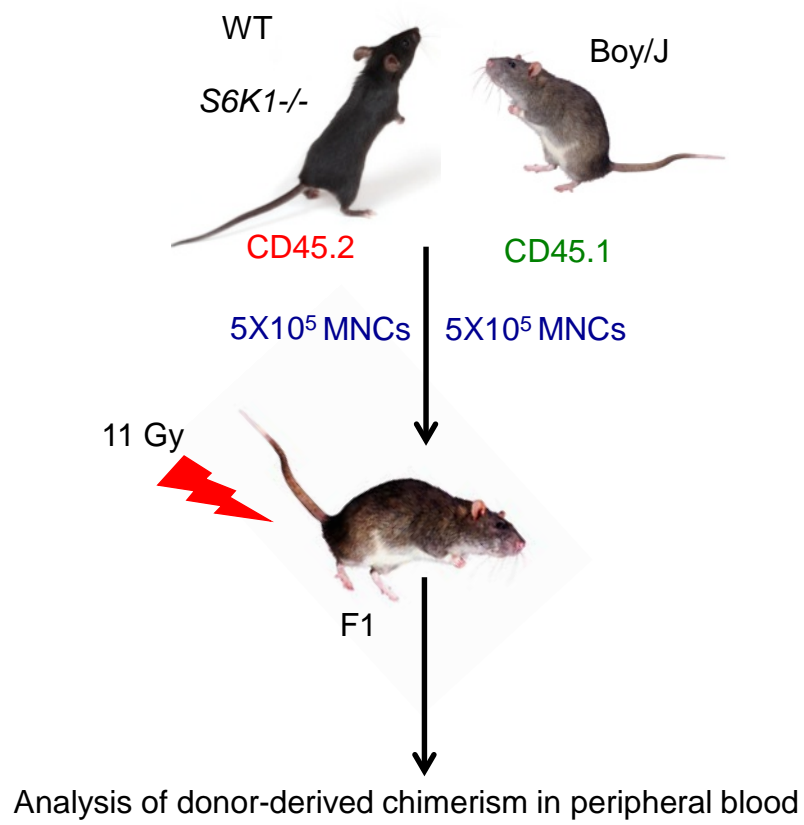 WT
Boy/J
S6K1-/-
CD45.2
CD45.1
5X10⁵ MNCs
5X10⁵ MNCs
11 Gy
F1
Analysis of donor-derived chimerism in peripheral blood